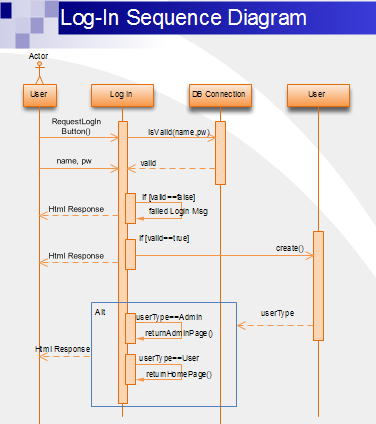 Log-In Sequence Diagram
Actor
User
Log In
DB Connection
User
RequestLogIn
Button()
IsValid(name,pw)
name, pw
valid
if [valid==false]
failed Login Msg
Html Response
if [valid==true]
create()
Html Response
Alt
userType==Admin
userType
returnAdminPage()
Html Response
userType==User
returnHomePage()